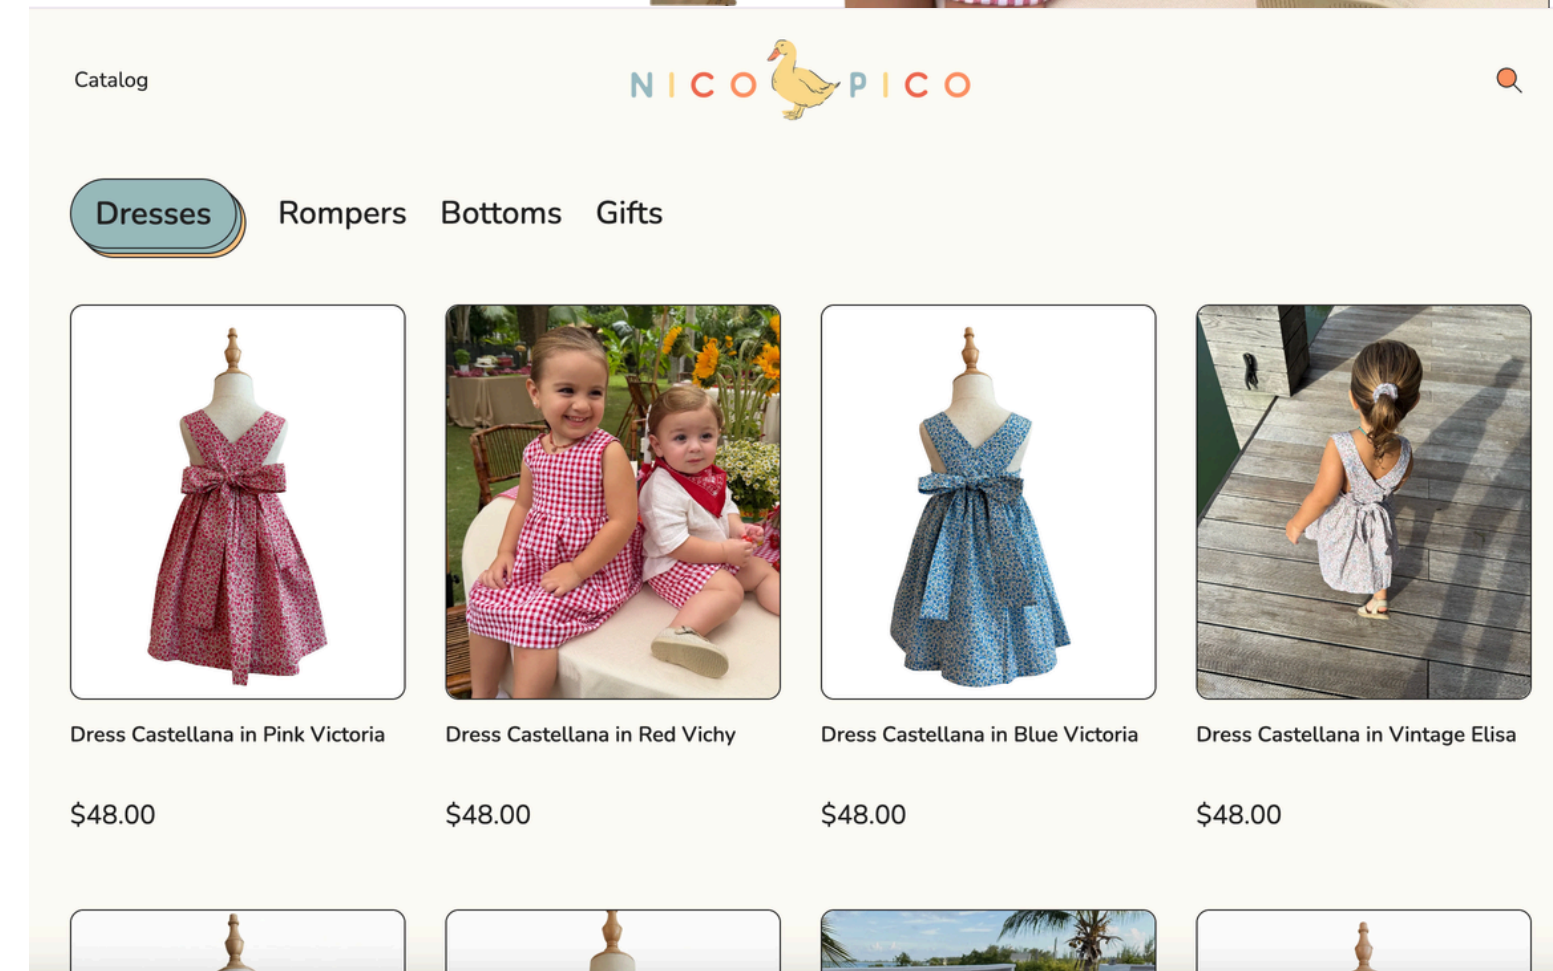 Catalog
NICO PICO
Dresses
Rompers
Bottoms
Gifts
Dress Castellana in Pink Victoria
$48.00
Dress Castellana in Red Vichy
$48.00
Dress Castellana in Blue Victoria
$48.00
Dress Castellana in Vintage Elisa
$48.00